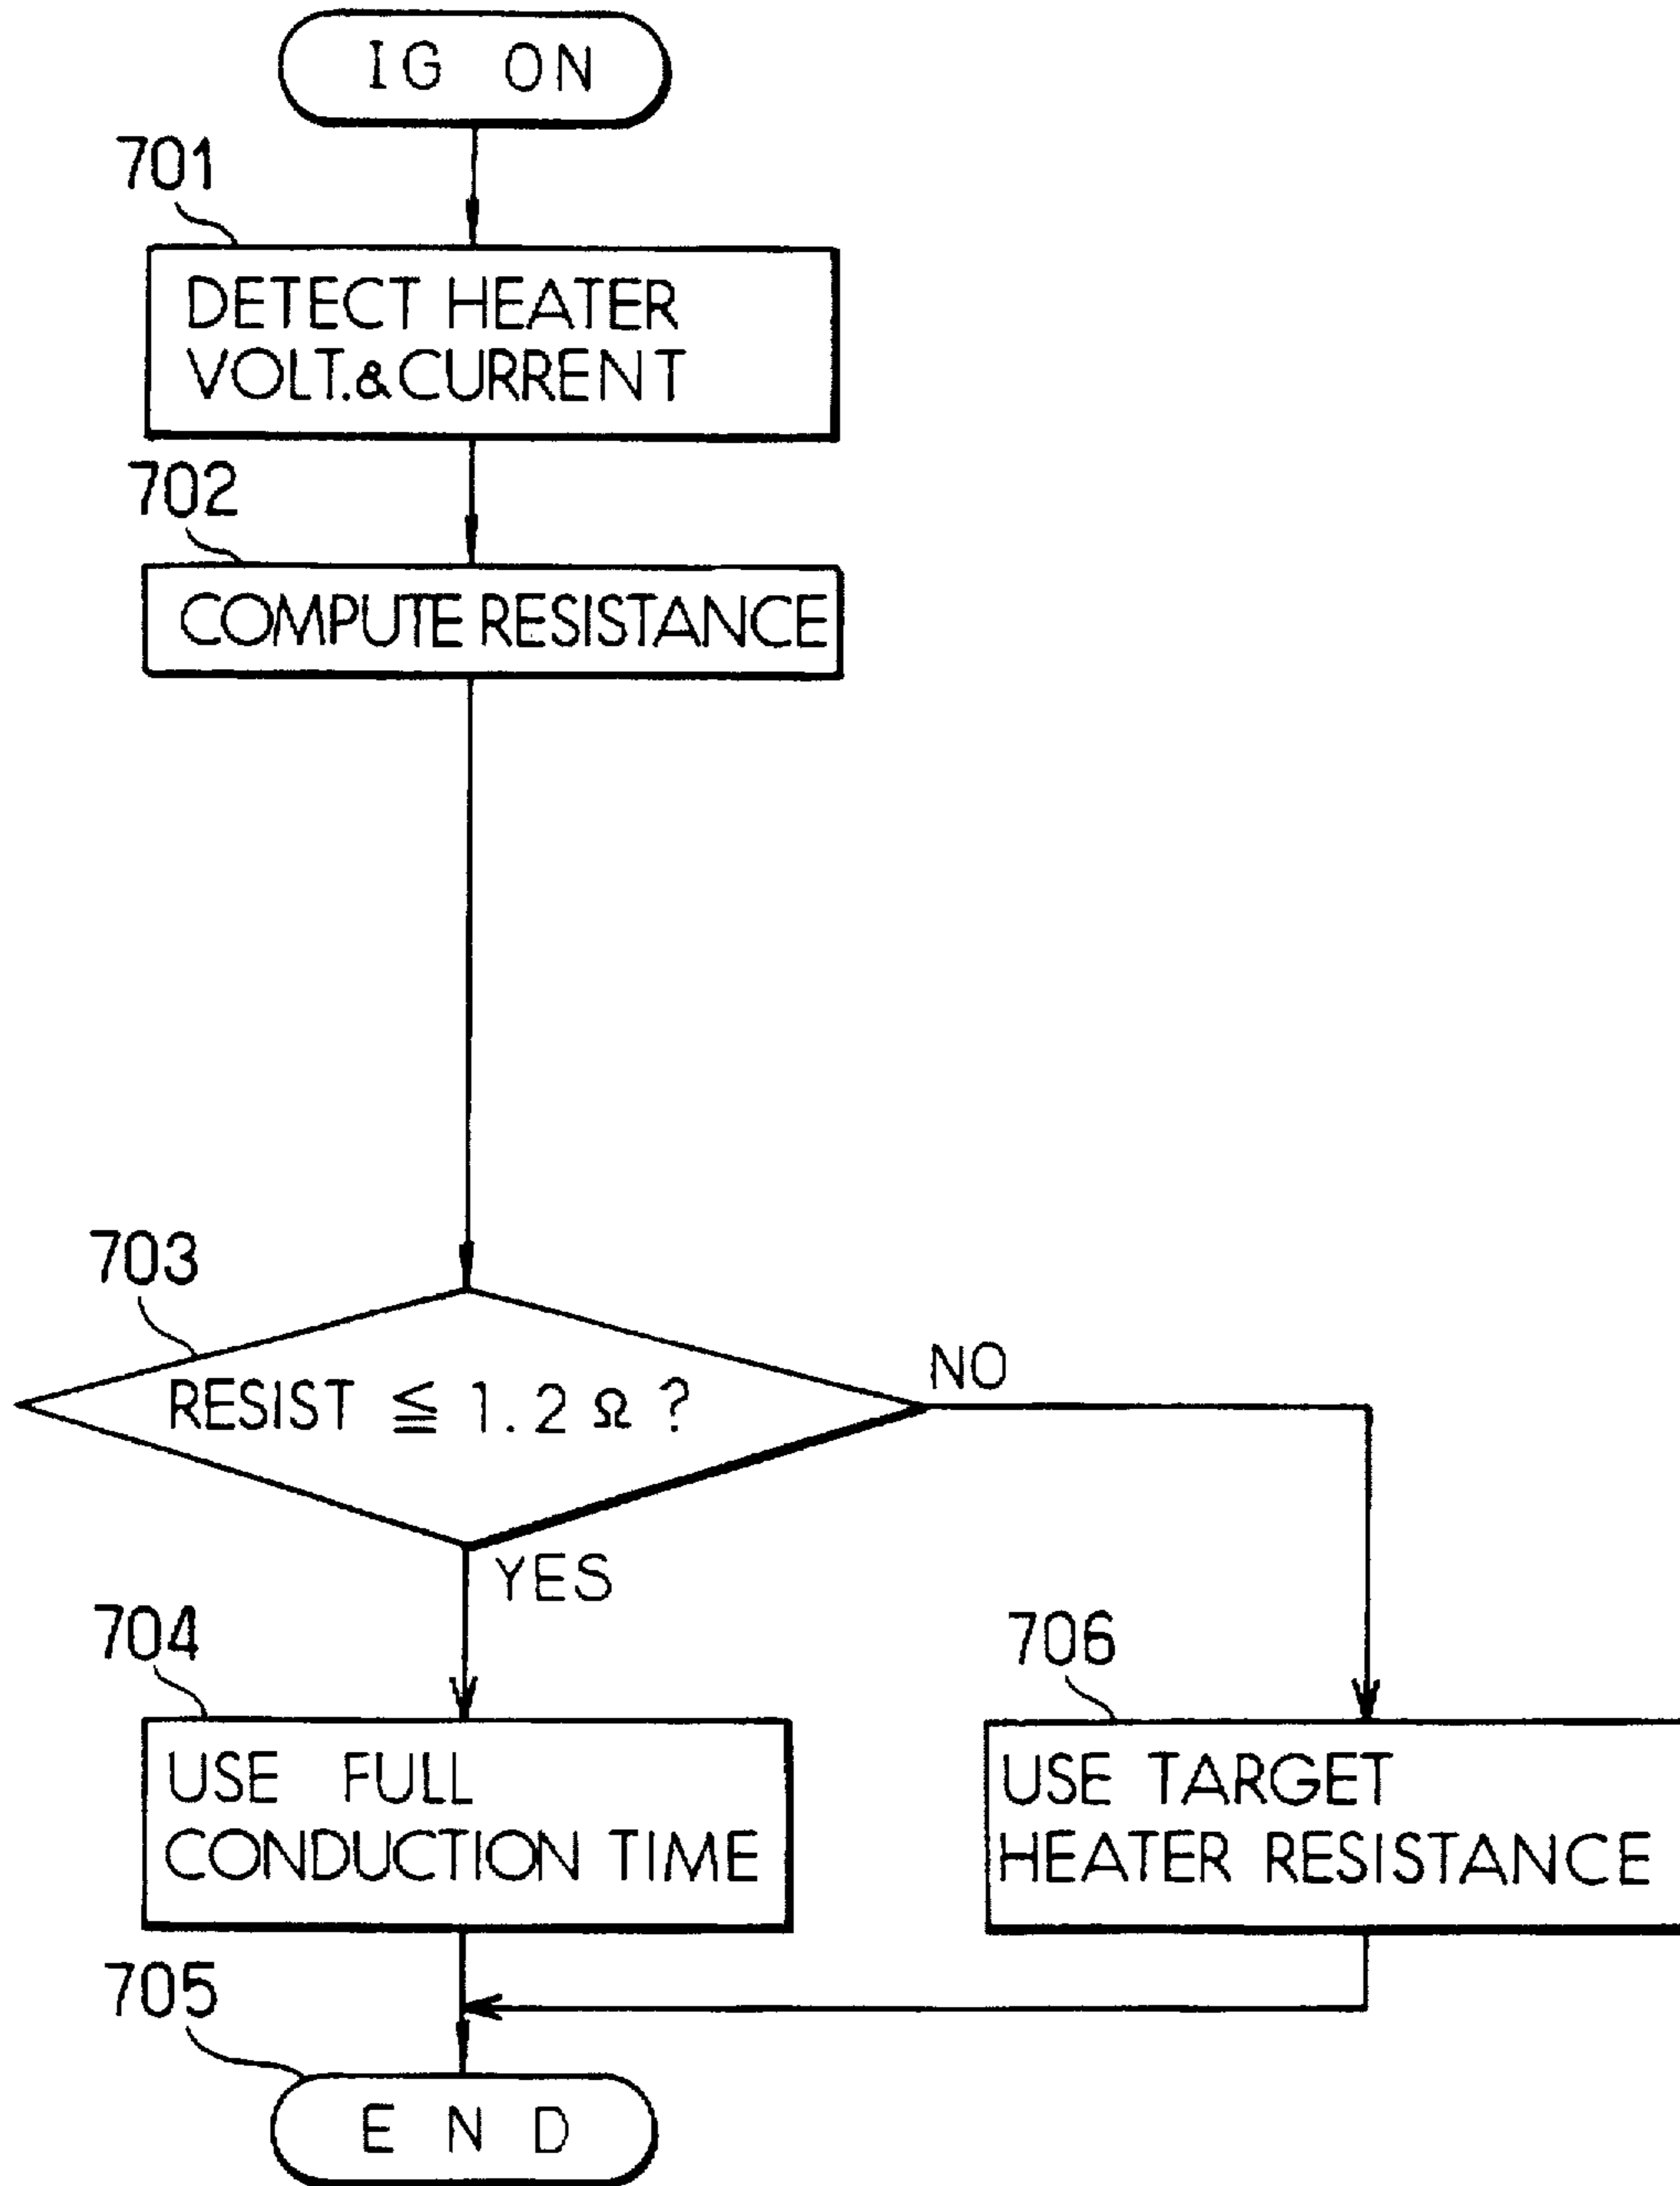 IG ON
701
DETECT HEATER
VOLT.&CURRENT
702
COMPUTE RESISTANCE
703
RESIST ≦ 1.2 Ω ?
NO
YES
704
USE FULL
CONDUCTION TIME
706
USE TARGET
HEATER RESISTANCE
705
END